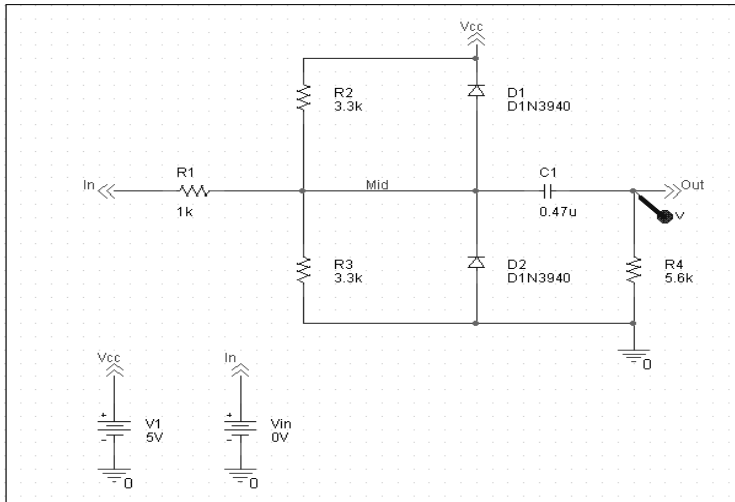 Vcc
R2
3.3k
D1
D1N3940
In
R1
1k
Mid
C1
0.47u
Out
V
R3
3.3k
D2
D1N3940
R4
5.6k
0
Vcc
In
+
-
V1
5V
0
+
-
Vin
0V
0